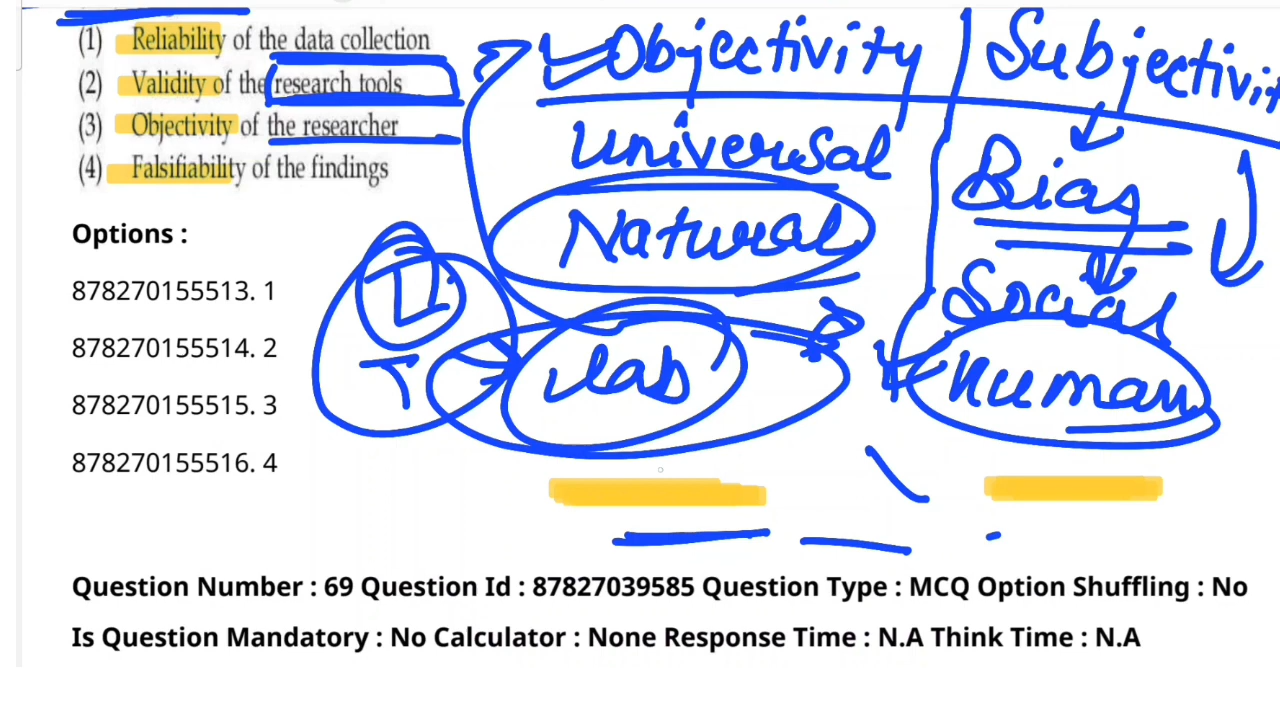 (1) Reliability of the data collection
(2) Validity of the research tools
(3) Objectivity of the researcher
(4) Falsifiability of the findings
Objectivity
Universal
Natural
lab
Subjectivit
Bias
Social
Human
L
T
Options :
878270155513. 1
878270155514. 2
878270155515. 3
878270155516. 4
Question Number : 69 Question Id : 87827039585 Question Type : MCQ Option Shuffling : No
Is Question Mandatory : No Calculator : None Response Time : N.A Think Time : N.A